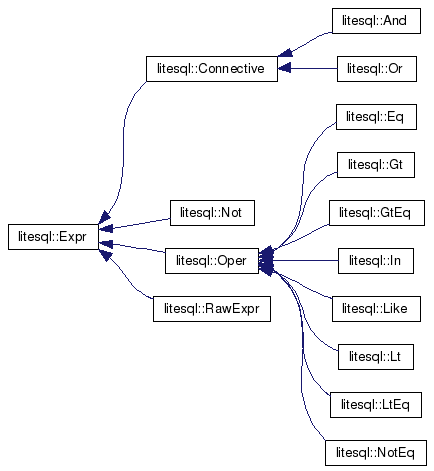 litesql::And
litesql::Connective
litesql::Or
litesql::Eq
litesql::Gt
litesql::Not
litesql::GtEq
litesql::Expr
litesql::Oper
litesql::In
litesql::RawExpr
litesql::Like
litesql::Lt
litesql::LtEq
litesql::NotEq